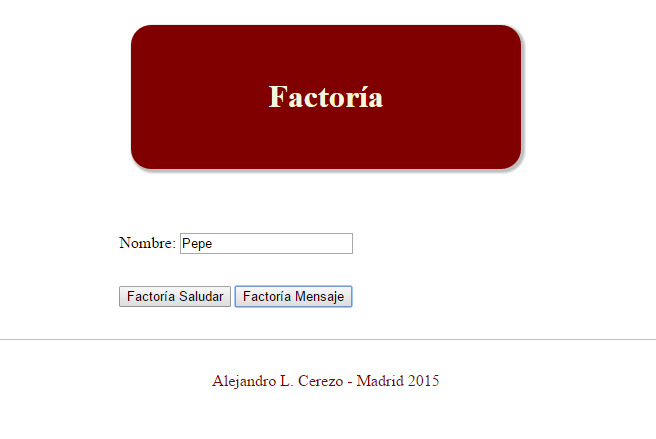 Factoría
Nombre: Pepe
Factoría Saludar Factoría Mensaje
Alejandro L. Cerezo - Madrid 2015